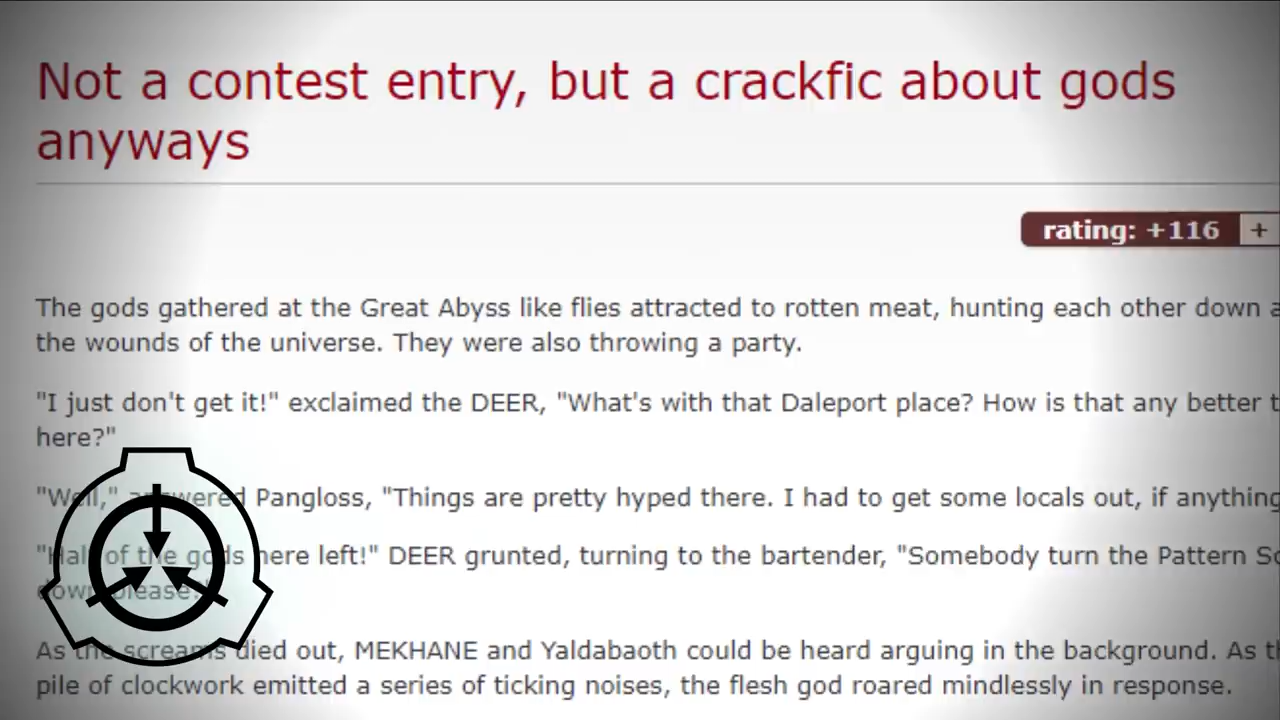 Not a contest entry, but a crackfic about gods
anyways
rating: +116 +
The gods gathered at the Great Abyss like flies attracted to rotten meat, hunting each other down
the wounds of the universe. They were also throwing a party.
"I just don't get it!" exclaimed the DEER, "What's with that Daleport place? How is that any better
here?"
"Well," answered Pangloss, "Things are pretty hyped there. I had to get some locals out, if anything
"Half of the gods here left!" DEER grunted, turning to the bartender, "Somebody turn the Pattern
down please!"
As the screams died out, MEKHANE and Yaldabaoth could be heard arguing in the background. As
pile of clockwork emitted a series of ticking noises, the flesh god roared mindlessly in response.